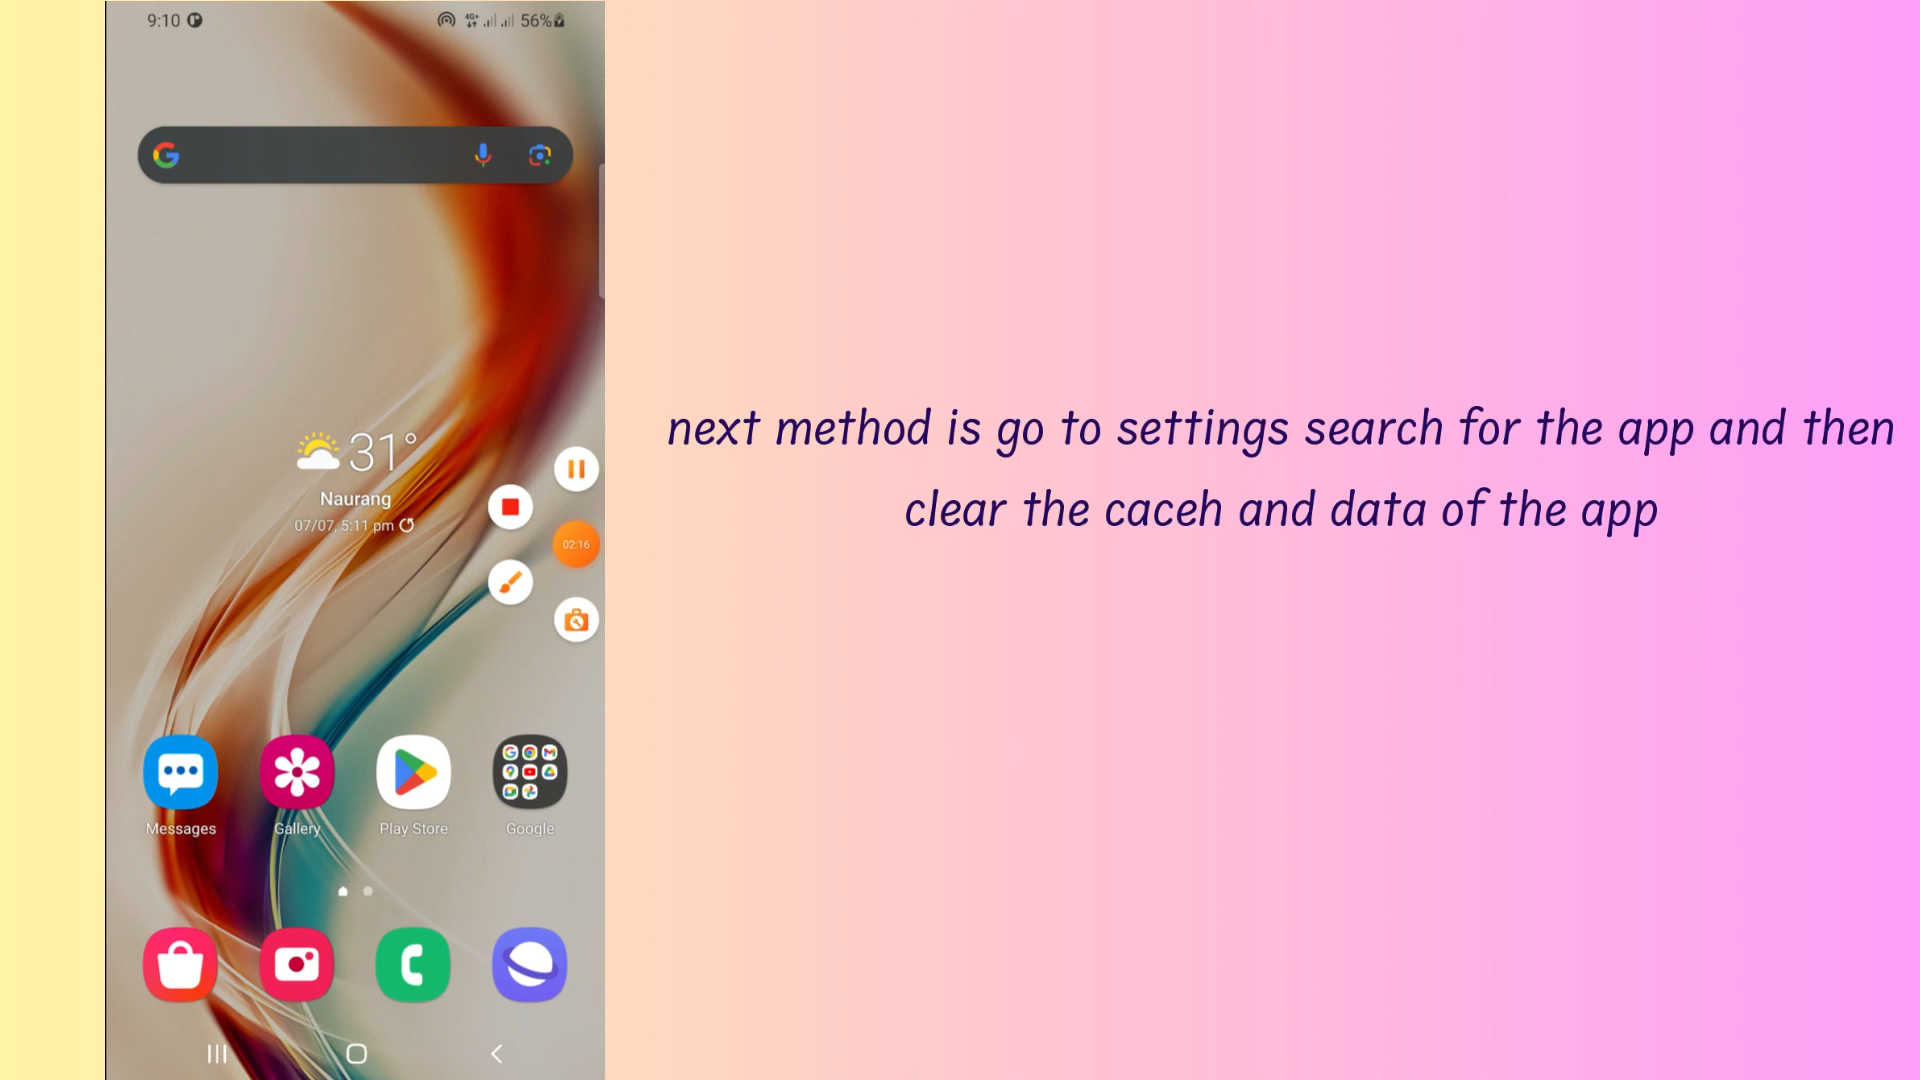 9:10
4G+ 56%
31°
Naurang
07/07, 5:11 pm
02:16
Messages
Gallery
Play Store
Google
next method is go to settings search for the app and then
clear the caceh and data of the app